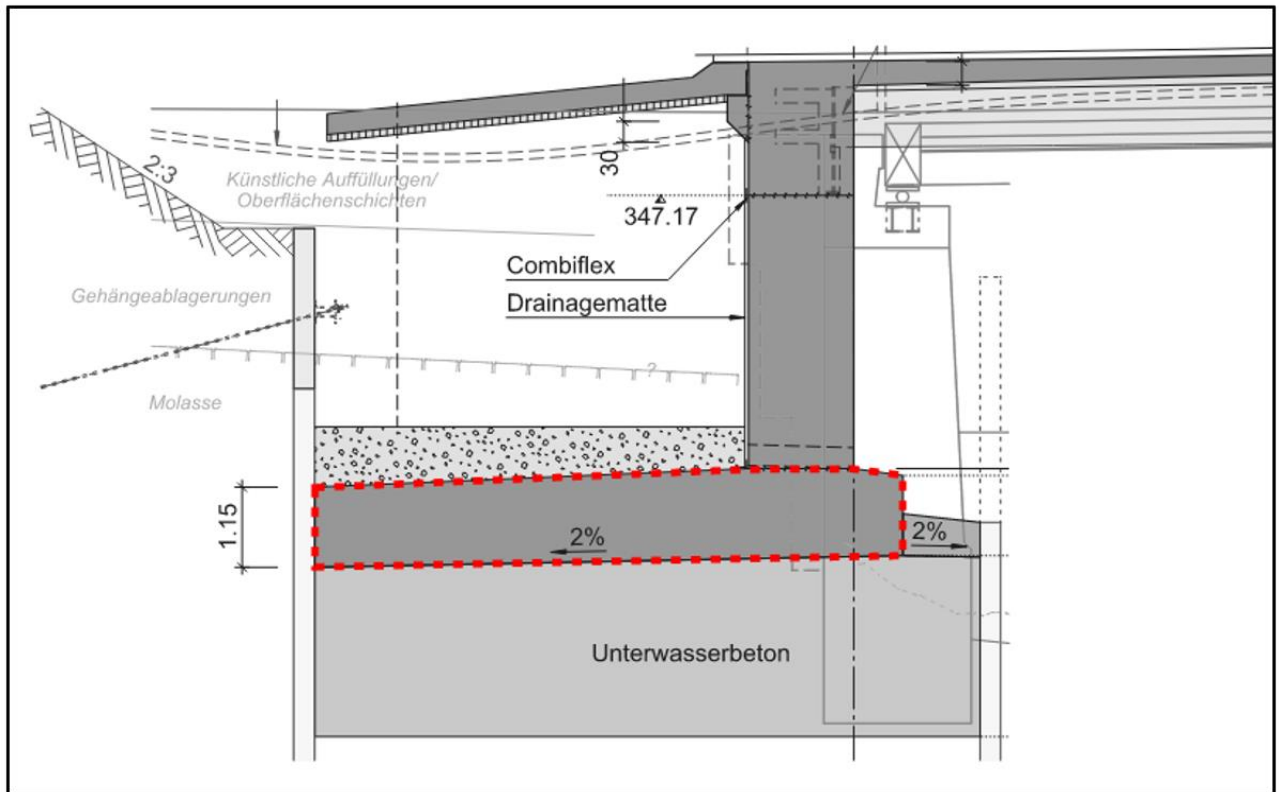 2:3
Künstliche Auffüllungen/
Oberflächenschichten
30
347.17
Combiflex
Gehängeablagerungen
Drainagematte
?
Molasse
1.15
2%
2%
Unterwasserbeton